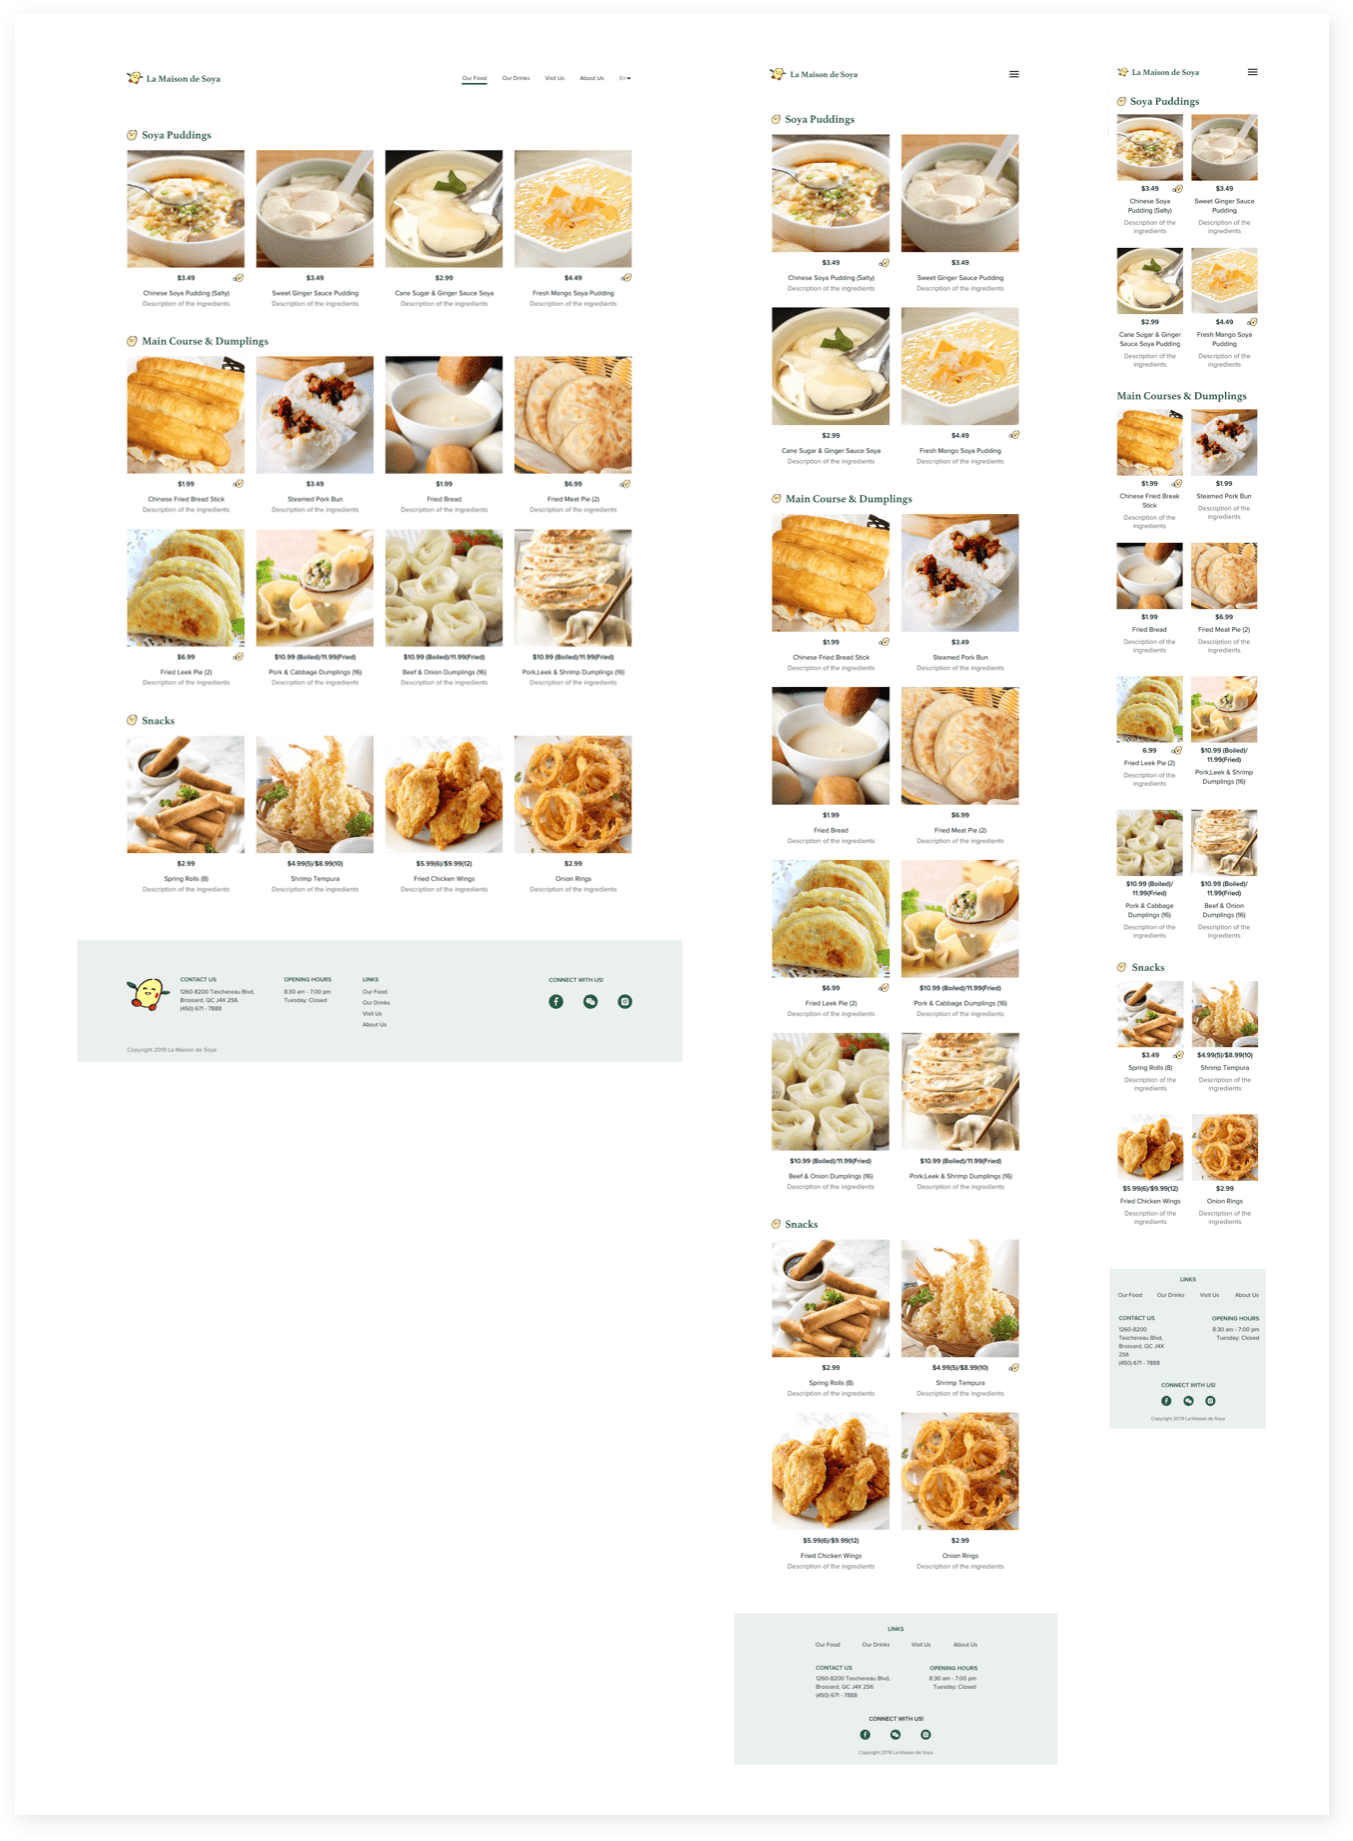 La Maison de Soya
Our Food Our Drinks Visit Us About Us En
Soya Puddings
$3.49 $3.49 $2.99 $4.49
Chinese Soya Pudding (Salty) Sweet Ginger Sauce Pudding Cane Sugar & Ginger Sauce Soya Fresh Mango Soya Pudding
Description of the ingredients Description of the ingredients Description of the ingredients Description of the ingredients
Main Course & Dumplings
$1.99 $3.49 $1.99 $6.99
Chinese Fried Bread Stick Steamed Pork Bun Fried Bread Fried Meat Pie (2)
Description of the ingredients Description of the ingredients Description of the ingredients Description of the ingredients
$6.99 $10.99 (Boiled)/11.99(Fried) $10.99 (Boiled)/11.99(Fried) $10.99 (Boiled)/11.99(Fried)
Fried Leek Pie (2) Pork & Cabbage Dumplings (16) Beef & Onion Dumplings (16) Pork,Leek & Shrimp Dumplings (16)
Description of the ingredients Description of the ingredients Description of the ingredients Description of the ingredients
Snacks
$2.99 $4.99(5)/$8.99(10) $5.99(6)/$9.99(12) $2.99
Spring Rolls (8) Shrimp Tempura Fried Chicken Wings Onion Rings
Description of the ingredients Description of the ingredients Description of the ingredients Description of the ingredients
CONTACT US OPENING HOURS LINKS CONNECT WITH US!
1260-8200 Taschereau Blvd, 8:30 am - 7:00 pm Our Food
Brossard, QC J4X 2S6 Tuesday: Closed Our Drinks
(450) 671 - 7888 Visit Us
About Us
Copyright 2019 La Maison de Soya
La Maison de Soya
Soya Puddings
$3.49 $3.49
Chinese Soya Pudding (Salty) Sweet Ginger Sauce Pudding
Description of the ingredients Description of the ingredients
$2.99 $4.49
Cane Sugar & Ginger Sauce Soya Fresh Mango Soya Pudding
Description of the ingredients Description of the ingredients
Main Course & Dumplings
$1.99 $3.49
Chinese Fried Bread Stick Steamed Pork Bun
Description of the ingredients Description of the ingredients
$1.99 $6.99
Fried Bread Fried Meat Pie (2)
Description of the ingredients Description of the ingredients
$6.99 $10.99 (Boiled)/11.99(Fried)
Fried Leek Pie (2) Pork & Cabbage Dumplings (16)
Description of the ingredients Description of the ingredients
$10.99 (Boiled)/11.99(Fried) $10.99 (Boiled)/11.99(Fried)
Beef & Onion Dumplings (16) Pork,Leek & Shrimp Dumplings (16)
Description of the ingredients Description of the ingredients
Snacks
$2.99 $4.99(5)/$8.99(10)
Spring Rolls (8) Shrimp Tempura
Description of the ingredients Description of the ingredients
$5.99(6)/$9.99(12) $2.99
Fried Chicken Wings Onion Rings
Description of the ingredients Description of the ingredients
LINKS
Our Food Our Drinks Visit Us About Us
CONTACT US OPENING HOURS
1260-8200 Taschereau Blvd, 8:30 am - 7:00 pm
Brossard, QC J4X 2S6 Tuesday: Closed
(450) 671 - 7888
CONNECT WITH US!
Copyright 2019 La Maison de Soya
La Maison de Soya
Soya Puddings
$3.49 $3.49
Chinese Soya Sweet Ginger Sauce
Pudding (Salty) Pudding
Description of the Description of the
ingredients ingredients
$2.99 $4.49
Cane Sugar & Ginger Fresh Mango Soya
Sauce Soya Pudding Pudding
Description of the Description of the
ingredients ingredients
Main Courses & Dumplings
$1.99 $1.99
Chinese Fried Break Steamed Pork Bun
Stick Description of the
Description of the ingredients
ingredients
$1.99 $6.99
Fried Bread Fried Meat Pie (2)
Description of the Description of the
ingredients ingredients
6.99 $10.99 (Boiled)/
Fried Leek Pie (2) 11.99(Fried)
Description of the Pork,Leek & Shrimp
ingredients Dumplings (16)
$10.99 (Boiled)/ $10.99 (Boiled)/
11.99(Fried) 11.99(Fried)
Pork & Cabbage Beef & Onion
Dumplings (16) Dumplings (16)
Description of the Description of the
ingredients ingredients
Snacks
$3.49 $4.99(5)/$8.99(10)
Spring Rolls (8) Shrimp Tempura
Description of the Description of the
ingredients ingredients
$5.99(6)/$9.99(12) $2.99
Fried Chicken Wings Onion Rings
Description of the Description of the
ingredients ingredients
LINKS
Our Food Our Drinks Visit Us About Us
CONTACT US OPENING HOURS
1260-8200 8:30 am - 7:00 pm
Taschereau Blvd, Tuesday: Closed
Brossard, QC J4X
2S6
(450) 671 - 7888
CONNECT WITH US!
Copyright 2019 La Maison de Soya